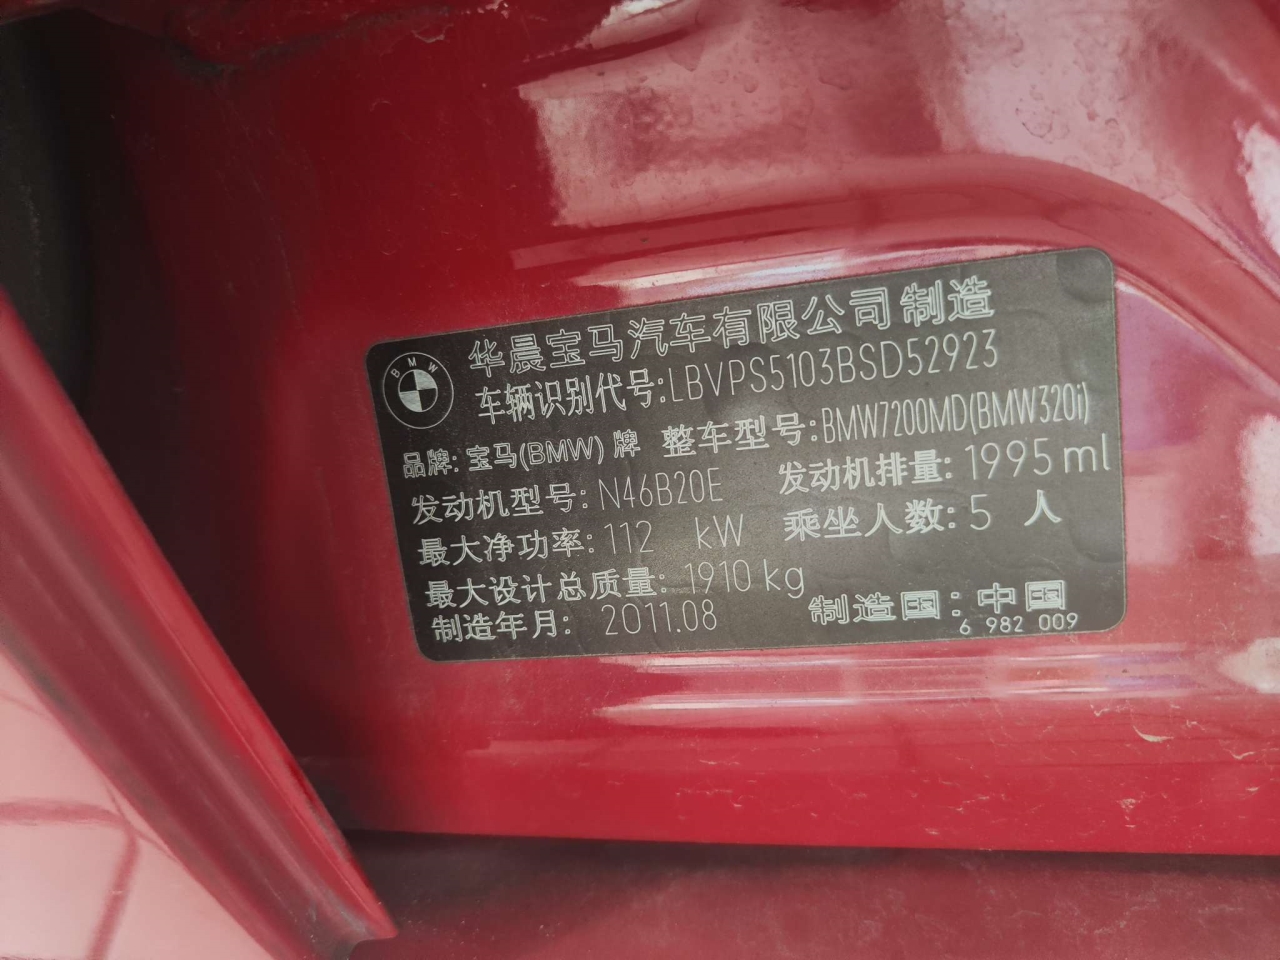 BMW
华晨宝马汽车有限公司制造
车辆识别代号:LBVPS5103BSD52923
品牌:宝马(BMW)牌 整车型号:BMW7200MD(BMW320i)
发动机型号:N46B20E 发动机排量:1995ml
最大净功率:112 kW 乘坐人数:5 人
最大设计总质量: 1910kg
制造年月: 2011.08 制造国:中国
6 982 009